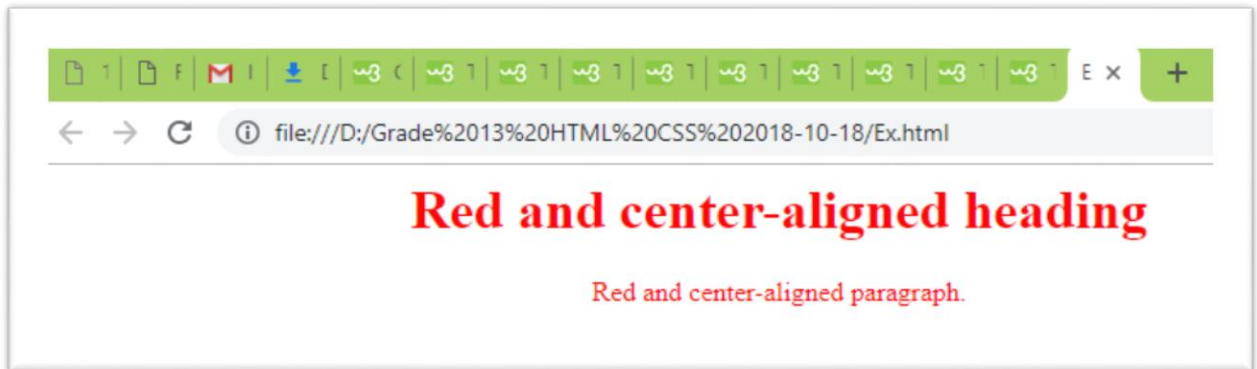 E
file:///D:/Grade%2013%20HTML%20CSS%202018-10-18/Ex.html
Red and center-aligned heading
Red and center-aligned paragraph.